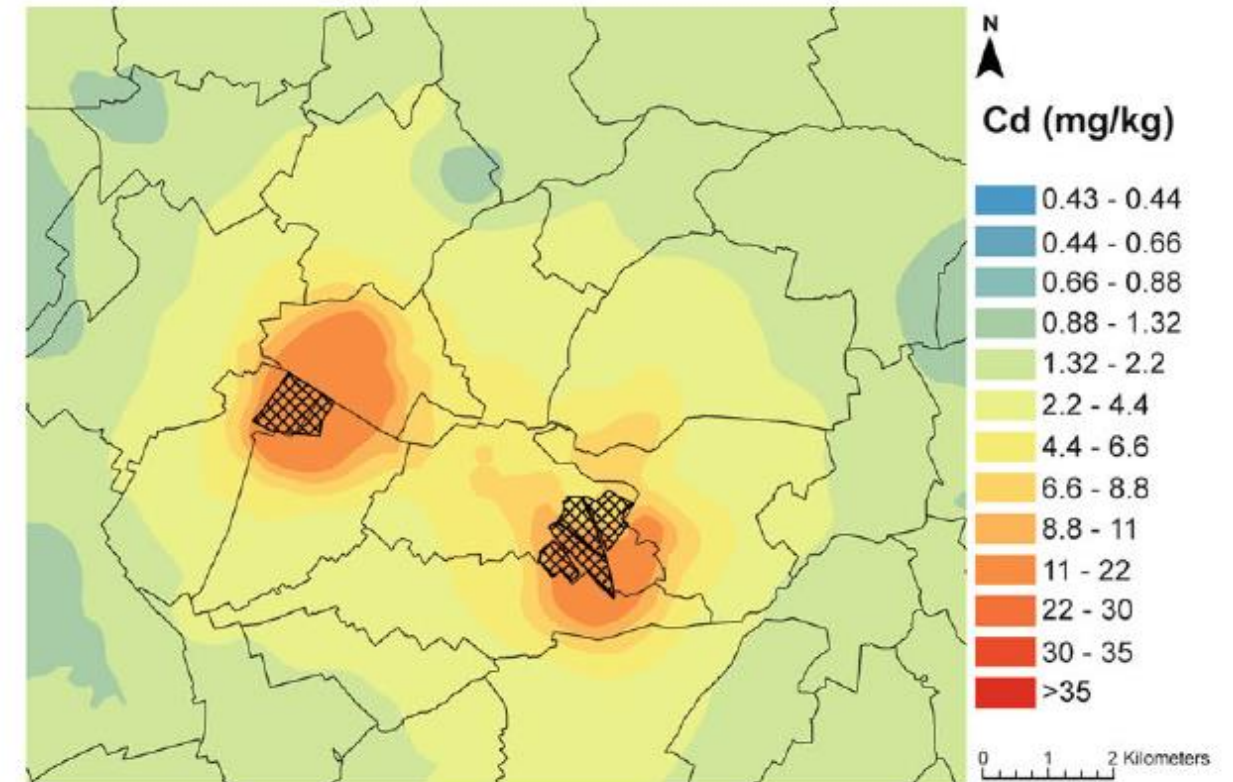 N
Cd (mg/kg)
0.43 - 0.44
0.44 - 0.66
0.66 - 0.88
0.88 - 1.32
1.32 - 2.2
2.2 - 4.4
4.4 - 6.6
6.6 - 8.8
8.8 - 11
11 - 22
22 - 30
30 - 35
>35
0 1 2 Kilometers